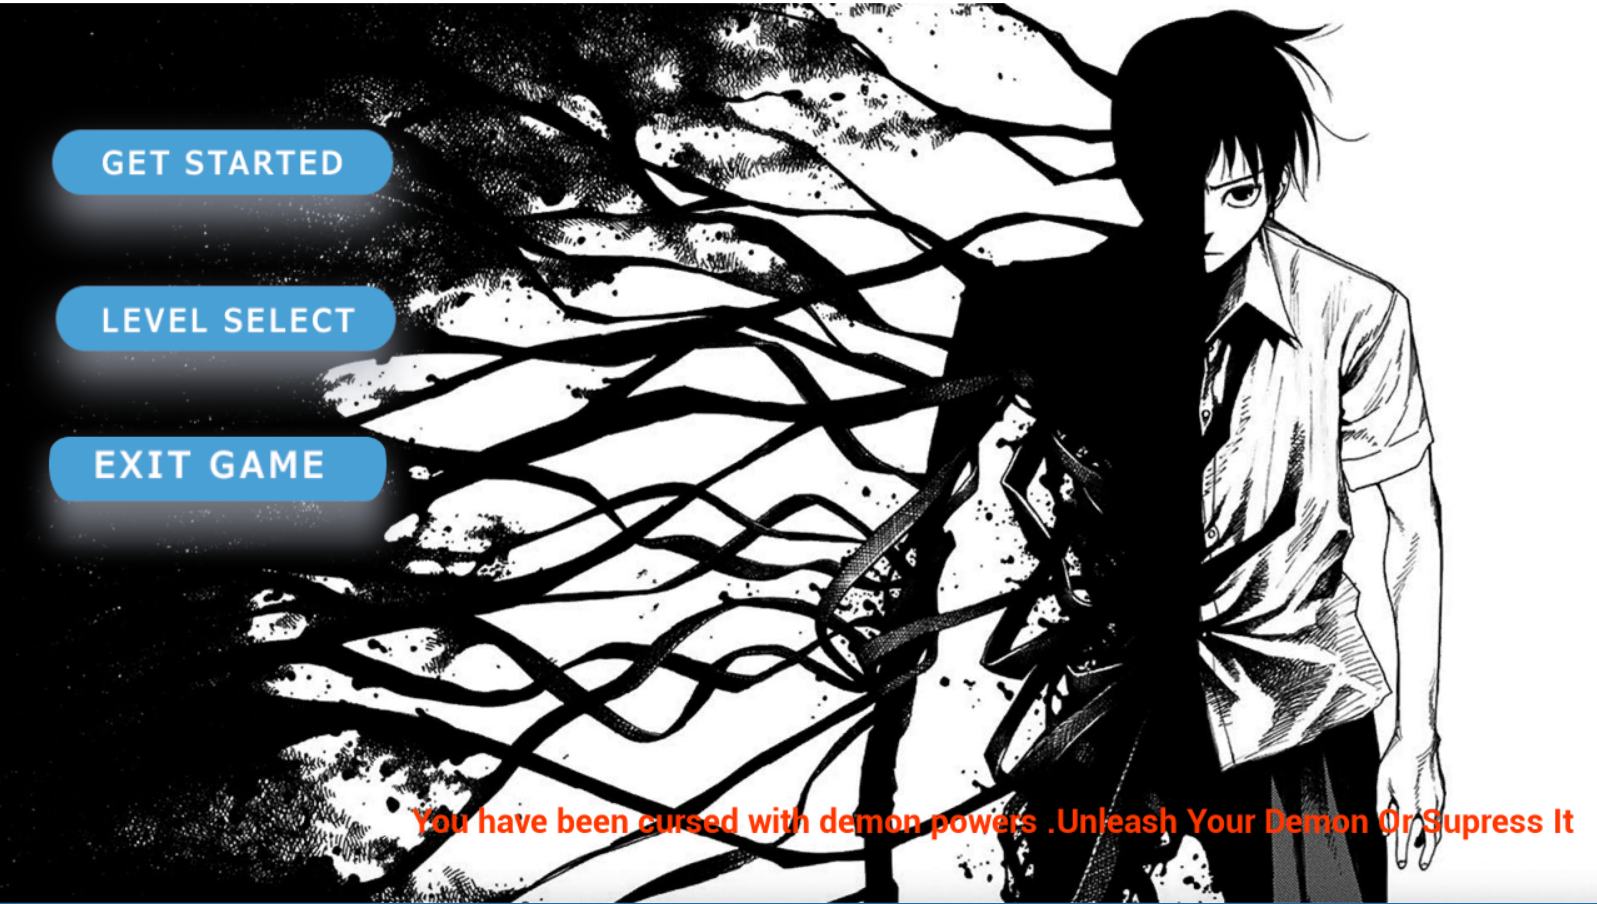 GET STARTED
LEVEL SELECT
EXIT GAME
You have been cursed with demon powers .Unleash Your Demon Or Supress It